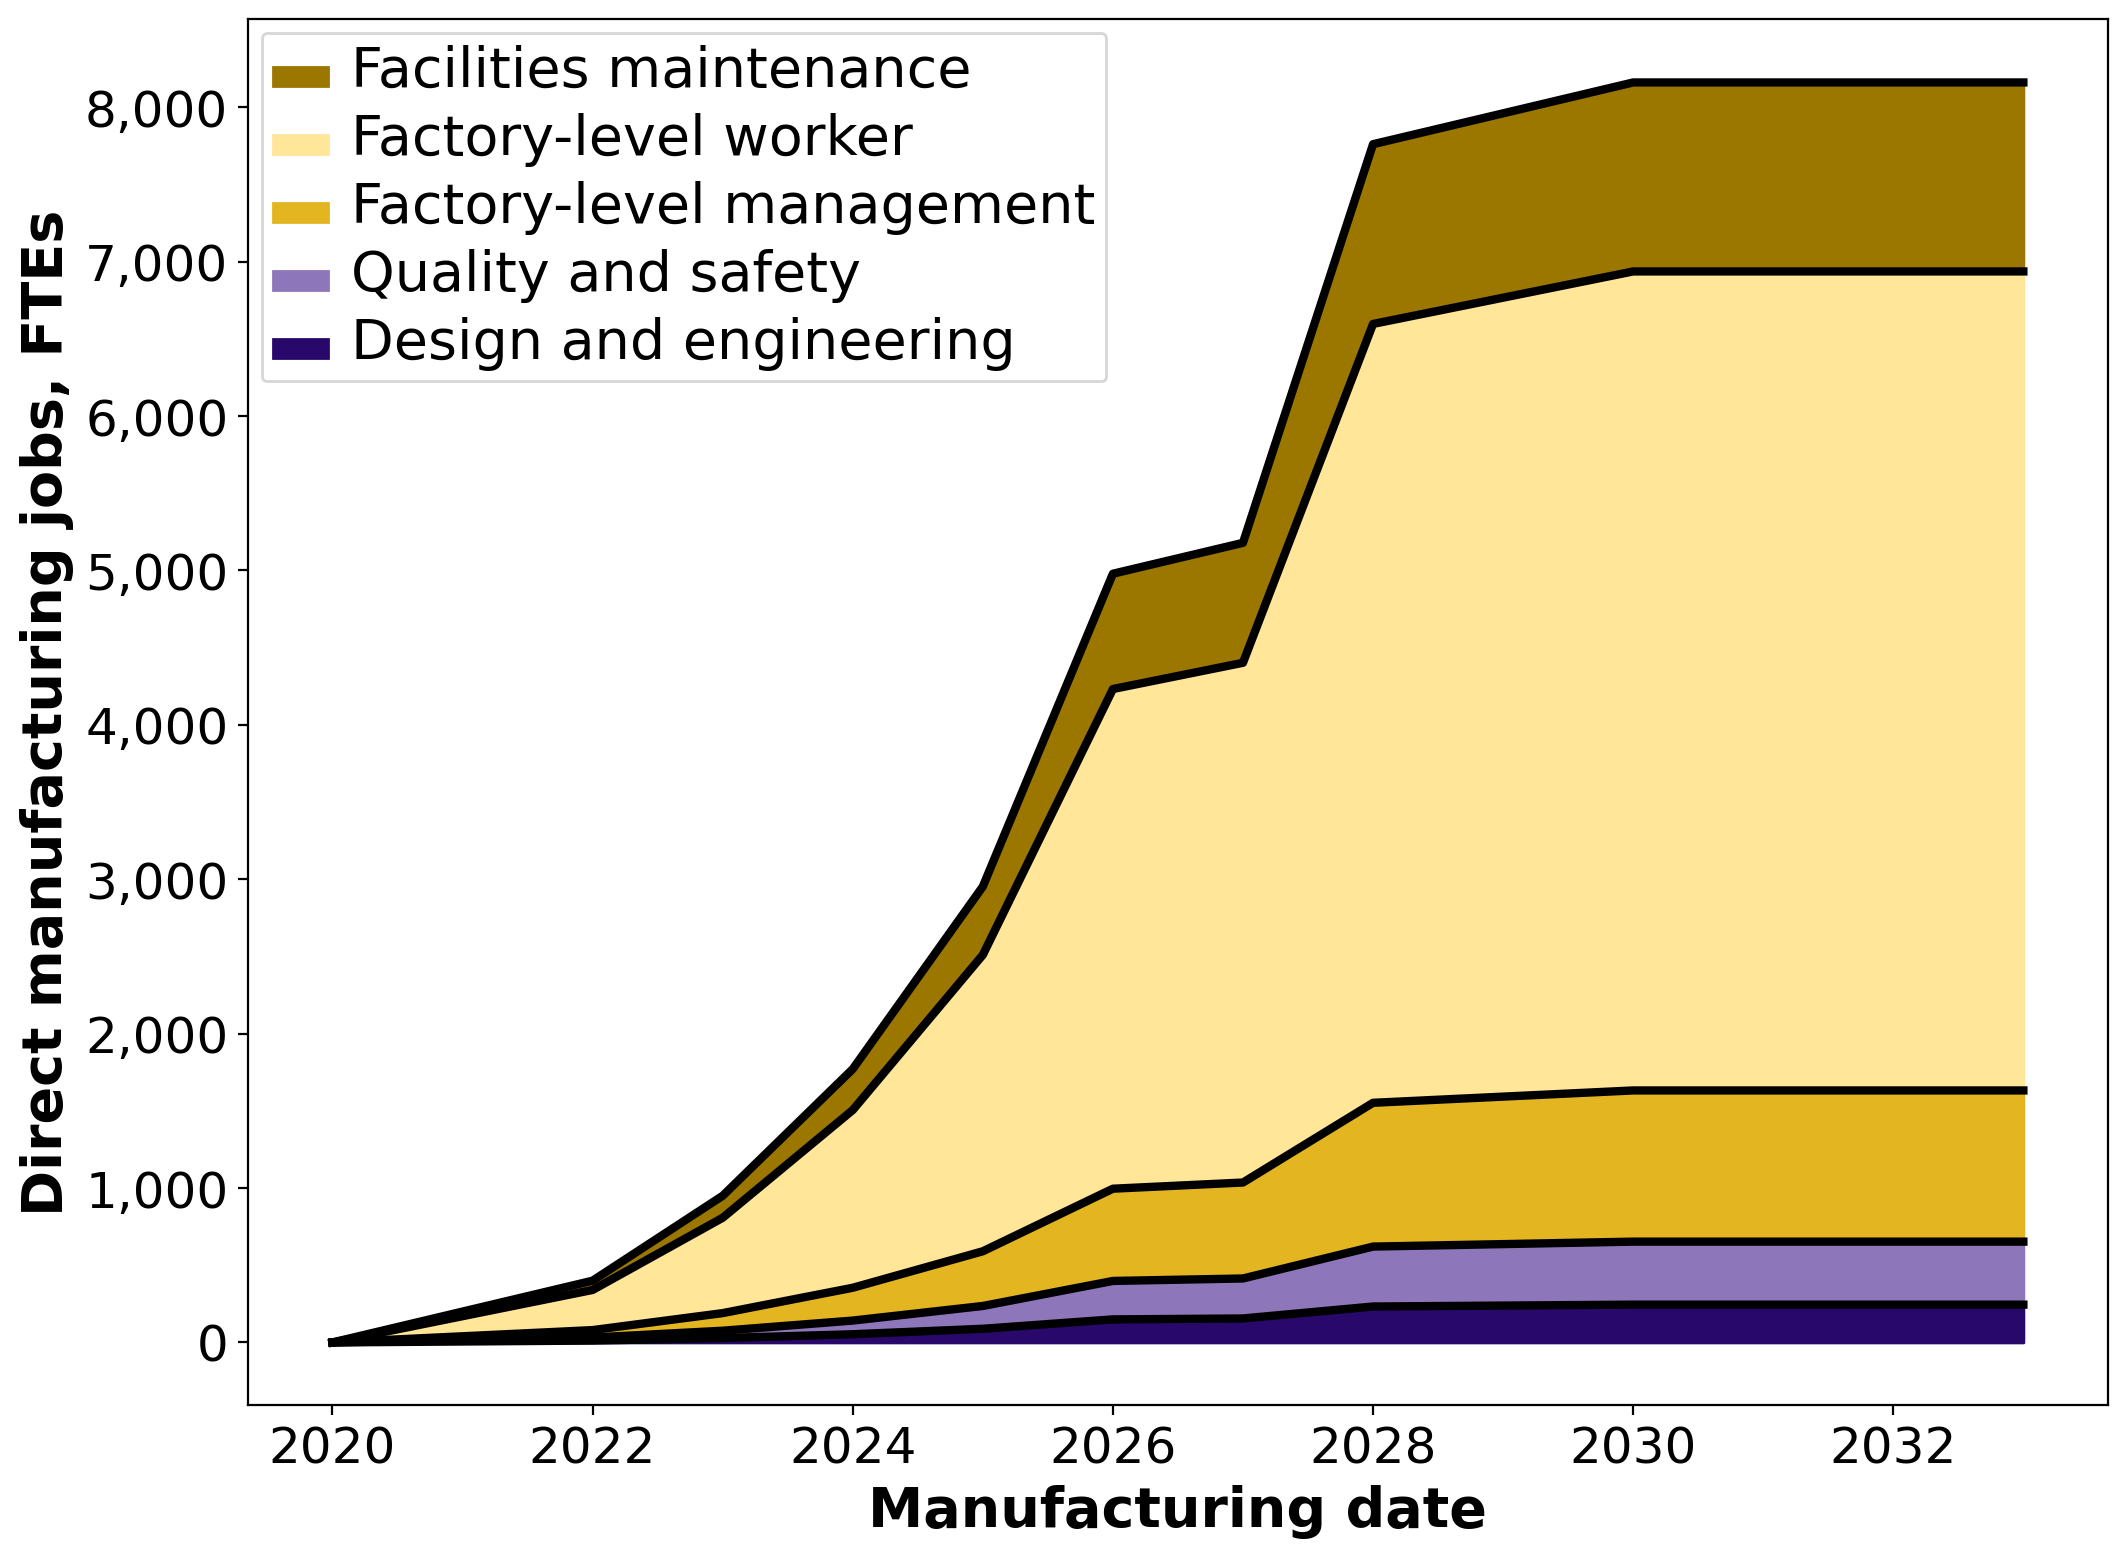 Facilities maintenance
Factory-level worker
Factory-level management
Quality and safety
Design and engineering
Direct manufacturing jobs, FTEs
8,000
7,000
6,000
5,000
4,000
3,000
2,000
1,000
0
2020 2022 2024 2026 2028 2030 2032
Manufacturing date